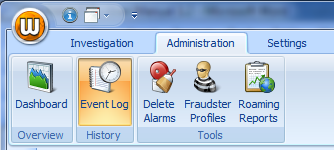 Investigation Administration Settings
Dashboard Event Log Delete Alarms Fraudster Profiles Roaming Reports
Overview History Tools